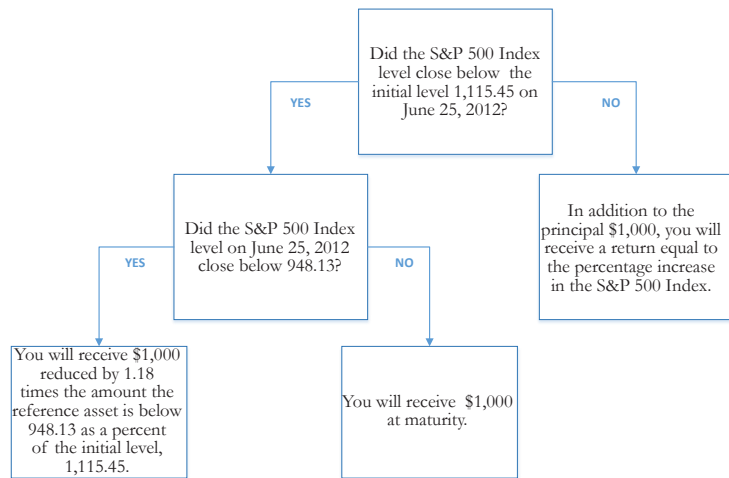 Did the S&P 500 Index
level close below the
initial level 1,115.45 on
June 25, 2012?
YES
NO
Did the S&P 500 Index
level on June 25, 2012
close below 948.13?
In addition to the
principal $1,000, you will
receive a return equal to
the percentage increase
in the S&P 500 Index.
YES
NO
You will receive $1,000
reduced by 1.18
times the amount the
reference asset is below
948.13 as a percent
of the initial level,
1,115.45.
You will receive $1,000
at maturity.